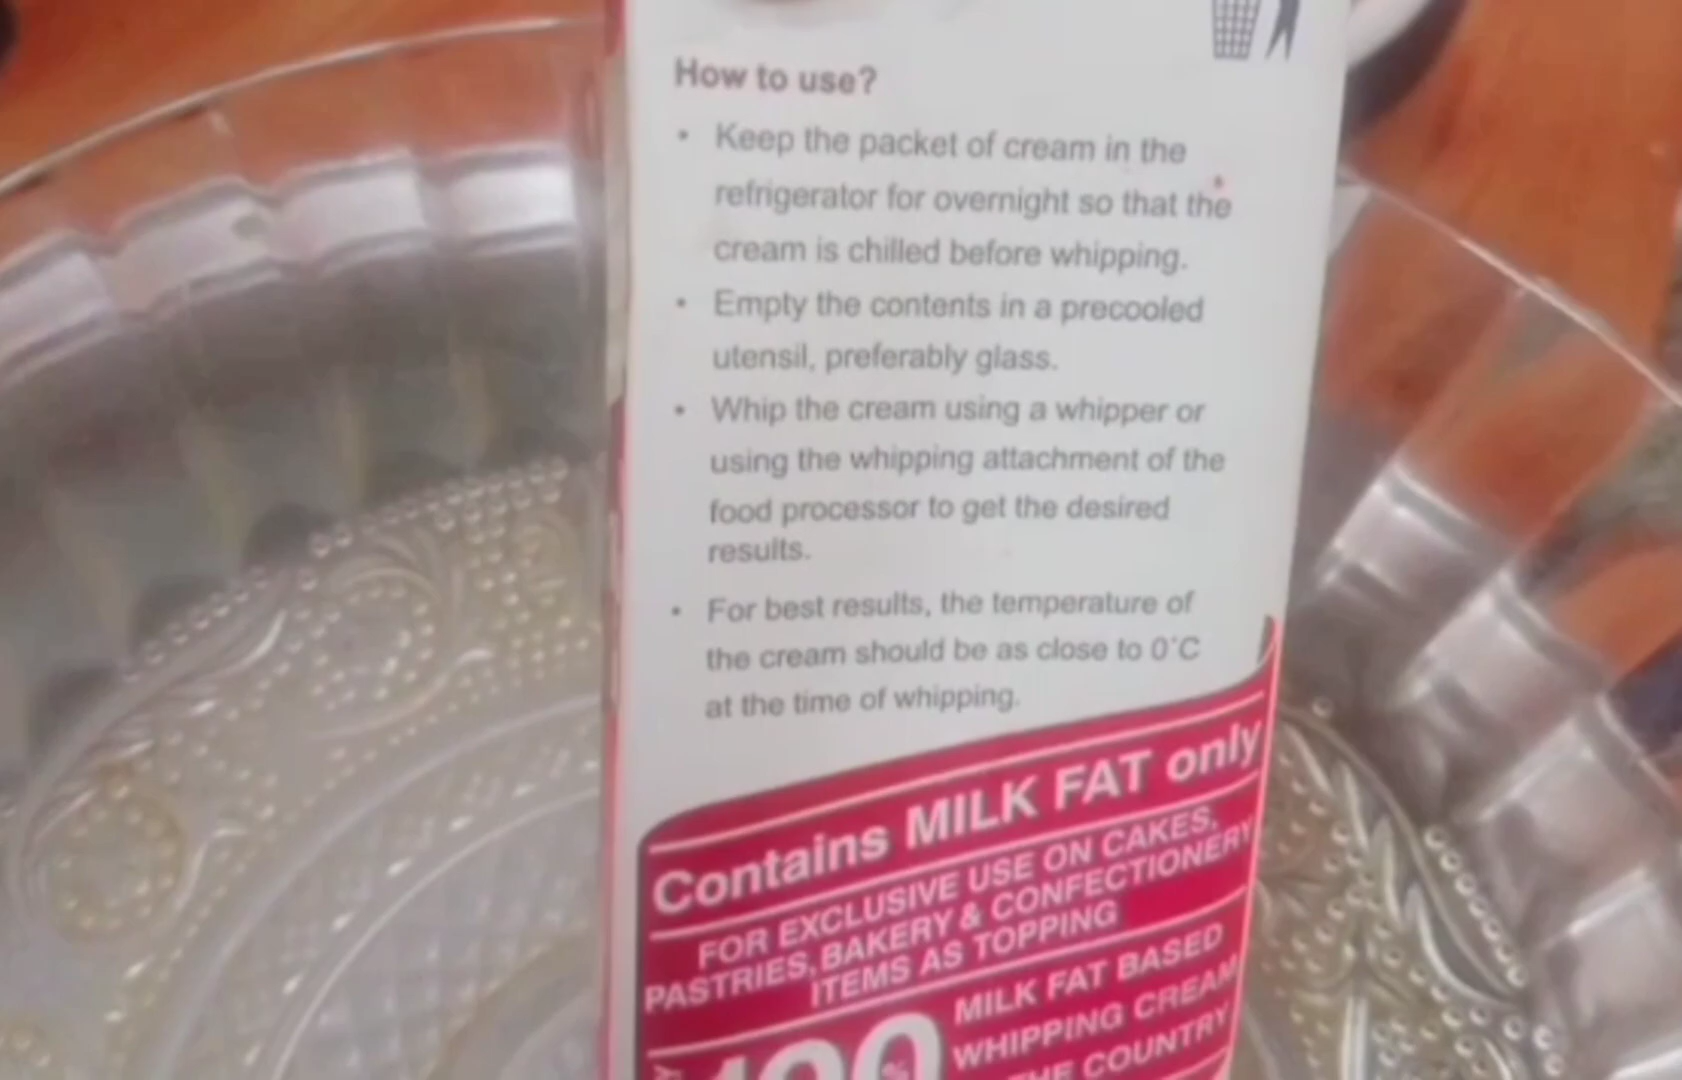 How to use?
• Keep the packet of cream in the
refrigerator for overnight so that the
cream is chilled before whipping.
• Empty the contents in a precooled
utensil, preferably glass.
• Whip the cream using a whipper or
using the whipping attachment of the
food processor to get the desired
results.
• For best results, the temperature of
the cream should be as close to 0°C
at the time of whipping.
Contains MILK FAT only
FOR EXCLUSIVE USE ON CAKES,
PASTRIES, BAKERY & CONFECTIONERY
ITEMS AS TOPPING
MILK FAT BASED
WHIPPING CREAM
THE COUNTRY